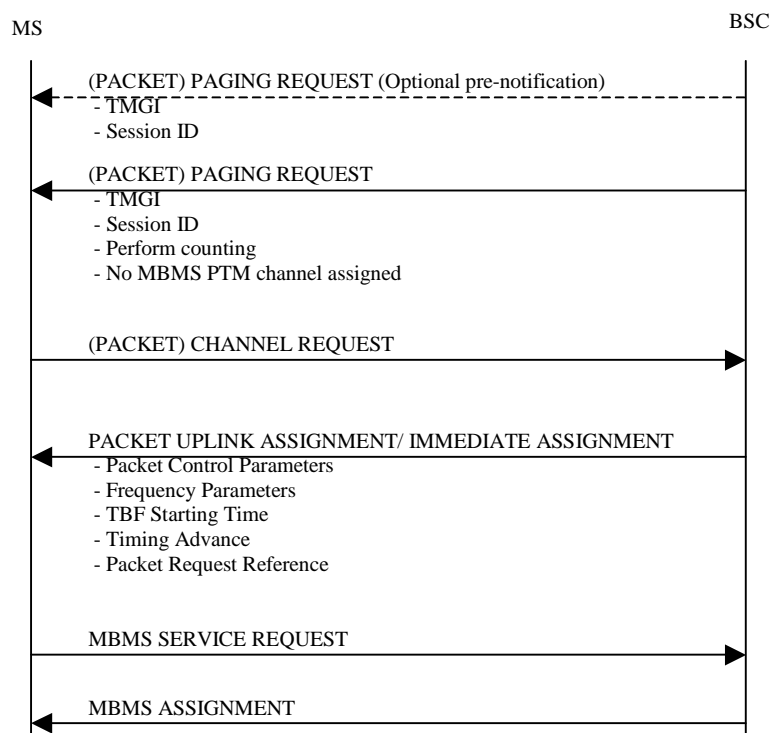 MS
BSC
(PACKET) PAGING REQUEST (Optional pre-notification)
- TMGI
- Session ID
(PACKET) PAGING REQUEST
- TMGI
- Session ID
- Perform counting
- No MBMS PTM channel assigned
(PACKET) CHANNEL REQUEST
PACKET UPLINK ASSIGNMENT/ IMMEDIATE ASSIGNMENT
- Packet Control Parameters
- Frequency Parameters
- TBF Starting Time
- Timing Advance
- Packet Request Reference
MBMS SERVICE REQUEST
MBMS ASSIGNMENT